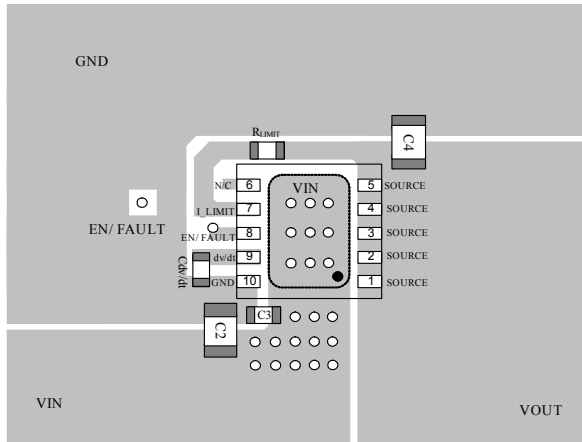 GND
RLIMIT
C4
N/C 6 VIN 5 SOURCE
I_LIMIT 7 4 SOURCE
EN/ FAULT
EN/ FAULT 8 3 SOURCE
dv/dt 9 2 SOURCE
Cdv/dt
GND 10 1 SOURCE
C3
C2
VIN
VOUT